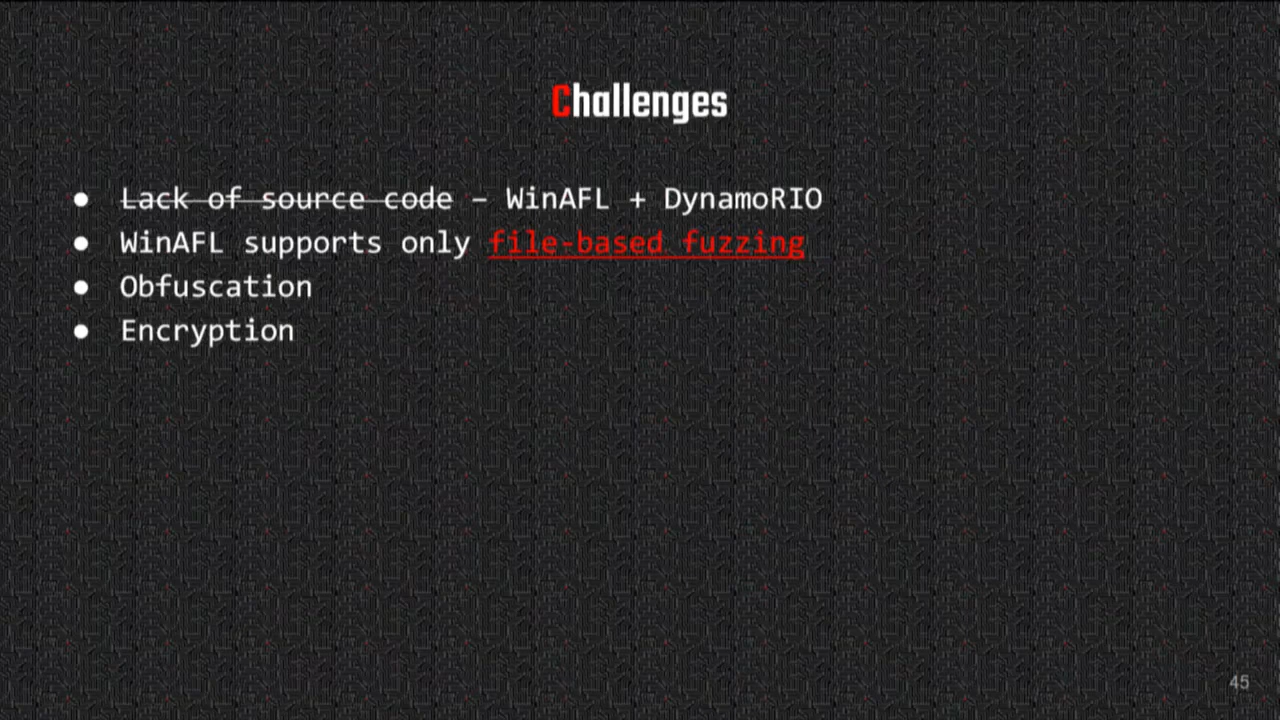 Challenges
● Lack of source code – WinAFL + DynamoRIO
● WinAFL supports only file-based fuzzing
● Obfuscation
● Encryption
45